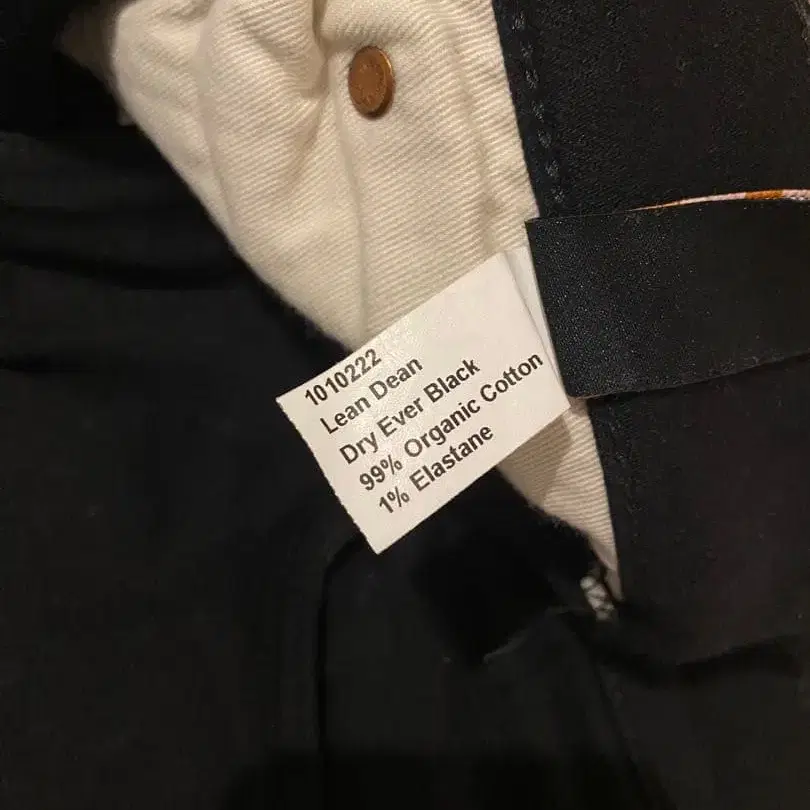 1010222
Lean Dean
Dry Ever Black
99% Organic Cotton
1% Elastane